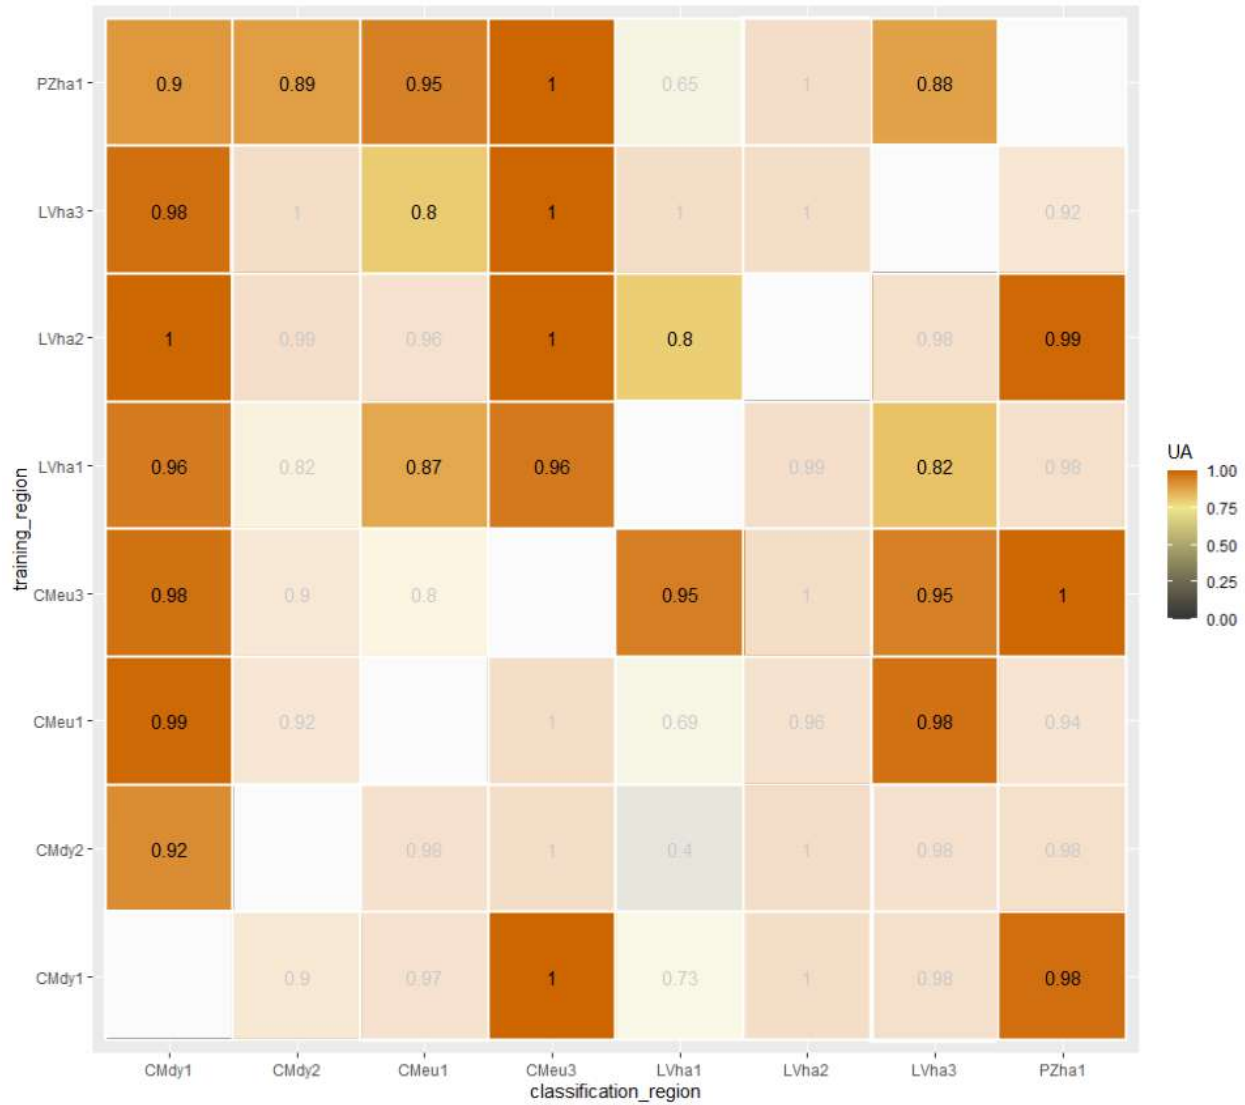 PZha1 0.9 0.89 0.95 1 0.65 1 0.88
LVha3 0.98 1 0.8 1 1 1 0.92
LVha2 1 0.99 0.96 1 0.8 0.98 0.99
LVha1 0.96 0.82 0.87 0.96 0.99 0.82 0.98
CMeu3 0.98 0.9 0.8 0.95 1 0.95 1
CMeu1 0.99 0.92 1 0.69 0.96 0.98 0.94
CMdy2 0.92 0.98 1 0.4 1 0.98 0.98
CMdy1 0.9 0.97 1 0.73 1 0.98 0.98
CMdy1 CMdy2 CMeu1 CMeu3 LVha1 LVha2 LVha3 PZha1
classification_region
training_region
UA
1.00
0.75
0.50
0.25
0.00